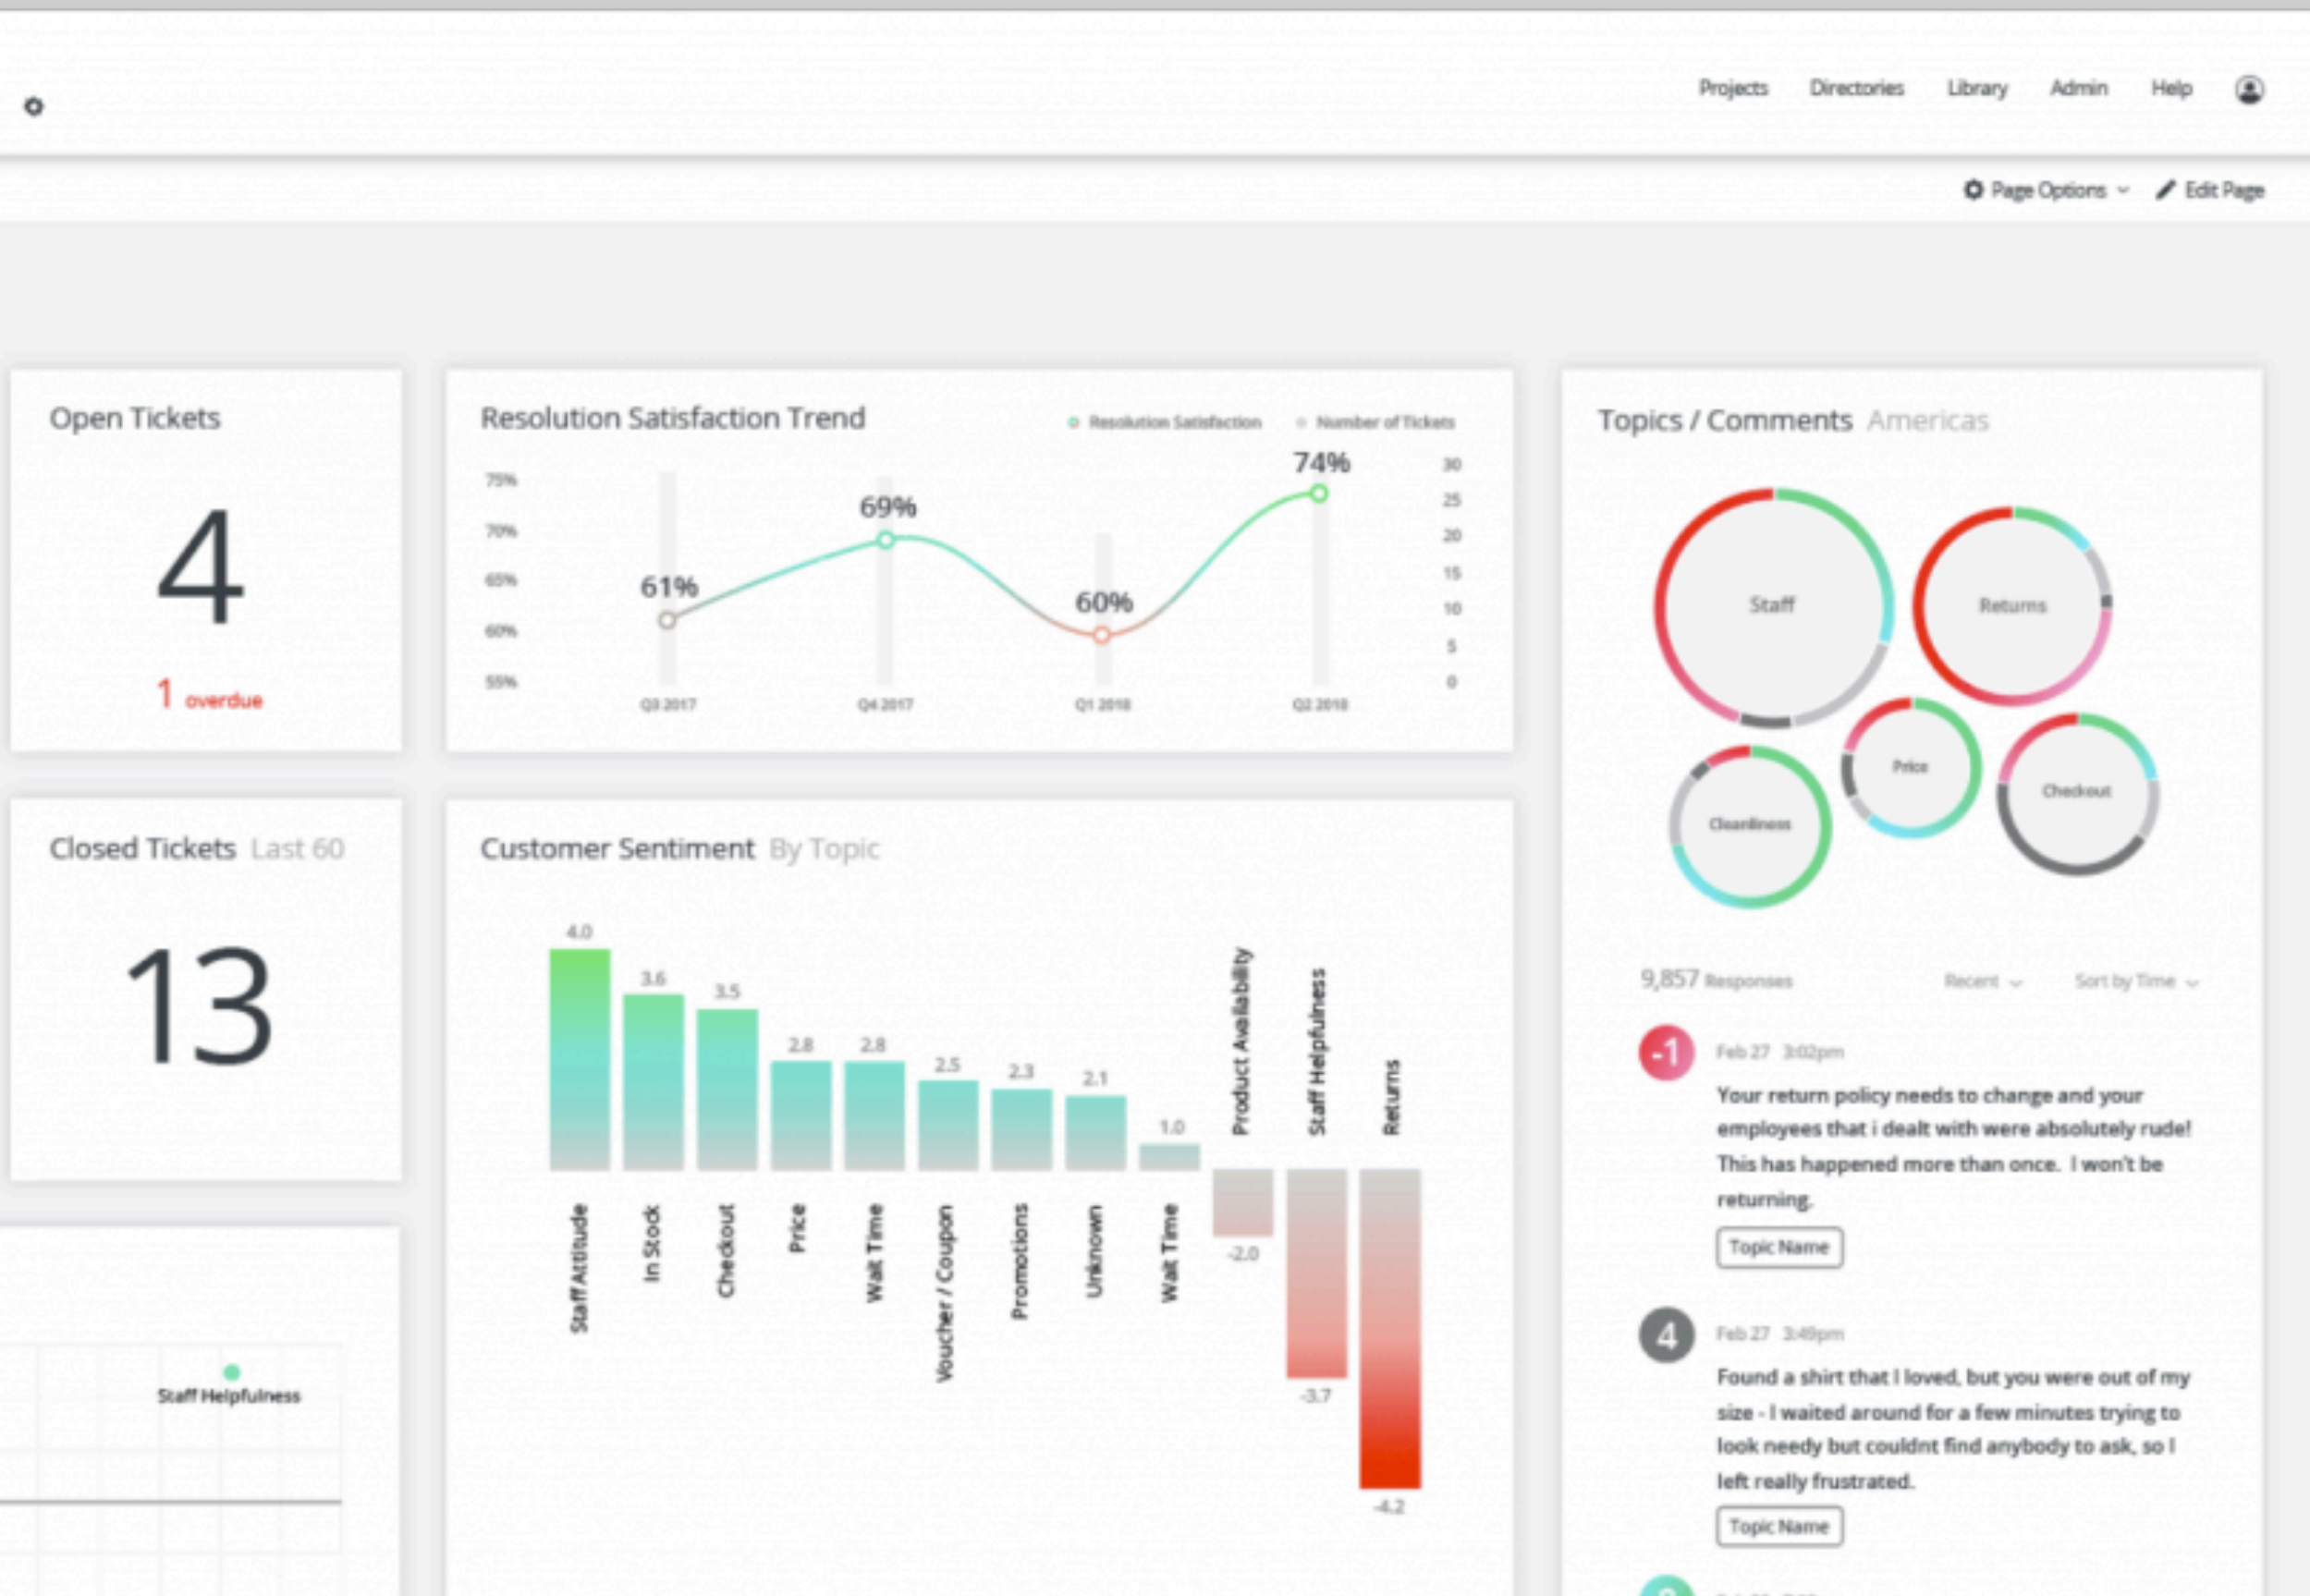 Projects Directories Library Admin Help
Page Options Edit Page
Open Tickets
4
1 overdue
Resolution Satisfaction Trend
Resolution Satisfaction Number of Tickets
75%
70%
65%
60%
55%
61%
69%
60%
74%
30
25
20
15
10
5
0
Q3 2017 Q4 2017 Q1 2018 Q2 2018
Closed Tickets Last 60
13
Staff Helpfulness
Customer Sentiment By Topic
4.0
3.6
3.5
2.8
2.8
2.5
2.3
2.1
1.0
Staff Attitude
In Stock
Checkout
Price
Wait Time
Voucher / Coupon
Promotions
Unknown
Wait Time
Product Availability
Staff Helpfulness
Returns
-2.0
-3.7
-4.2
Topics / Comments Americas
Staff
Returns
Price
Checkout
Cleanliness
9,857 Responses Recent Sort by Time
-1 Feb 27 3:02pm
Your return policy needs to change and your
employees that i dealt with were absolutely rude!
This has happened more than once. I won't be
returning.
Topic Name
4 Feb 27 3:49pm
Found a shirt that I loved, but you were out of my
size - I waited around for a few minutes trying to
look needy but couldnt find anybody to ask, so I
left really frustrated.
Topic Name